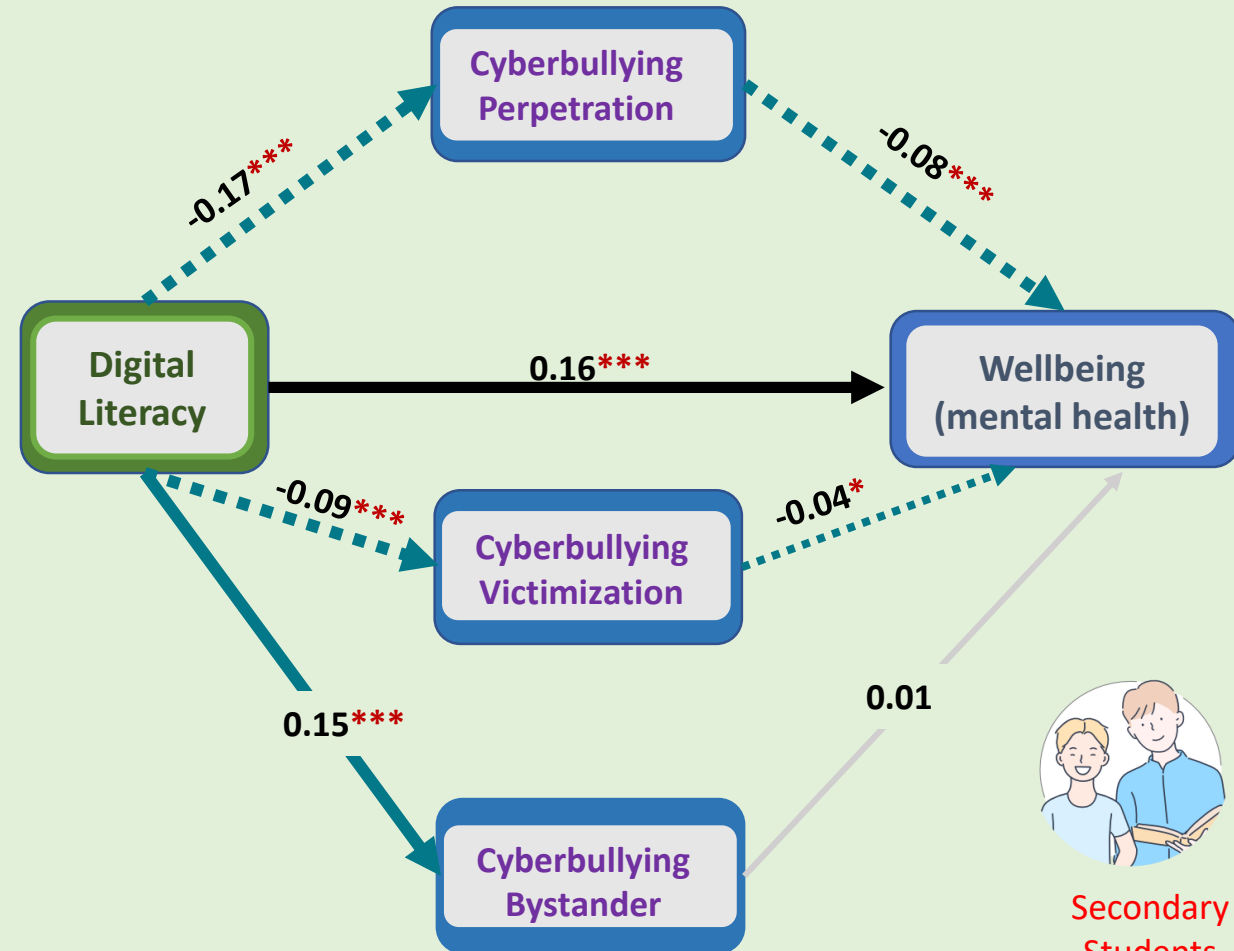 Cyberbullying
Perpetration
-0.17***
-0.08***
Digital
Literacy
0.16***
Wellbeing
(mental health)
-0.09***
Cyberbullying
Victimization
-0.04*
0.15***
0.01
Cyberbullying
Bystander
Secondary
Students